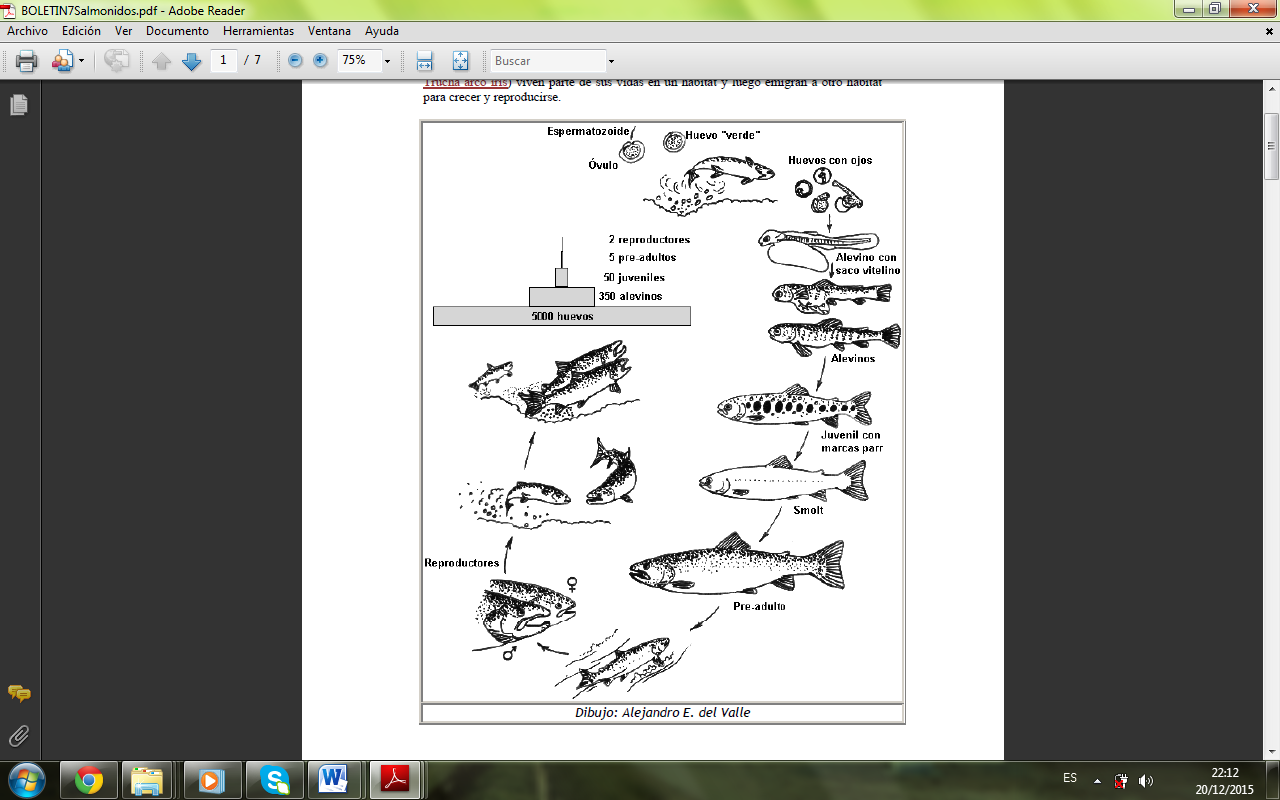 BOLETIN7Salmonidos.pdf - Adobe Reader
Archivo Edición Ver Documento Herramientas Ventana Ayuda
1 / 7 75% Buscar
Trucha arco iris) viven parte de sus vidas en un hábitat y luego emigran a otro hábitat
para crecer y reproducirse.
Espermatozoide
Huevo "verde"
Óvulo
Huevos con ojos
2 reproductores
5 pre-adultos
50 juveniles
350 alevinos
5000 huevos
Alevino con
saco vitelino
Alevinos
Juvenil con
marcas parr
Smolt
Pre-adulto
Reproductores
♀
♂
Dibujo: Alejandro E. del Valle
ES
22:12
20/12/2015